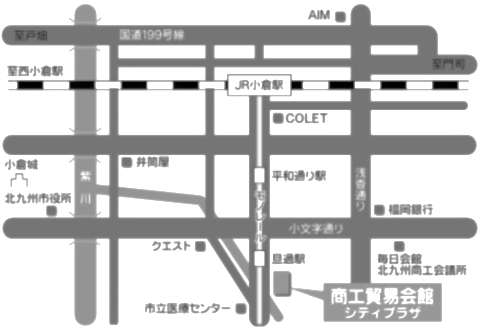 AIM
至戸畑
国道199号線
至門司
至西小倉駅
JR小倉駅
COLET
小倉城
井筒屋
平和通り駅
浅香通り
紫川
北九州市役所
福岡銀行
モノレール
小文字通り
クエスト
旦過駅
毎日会館
北九州商工会議所
商工貿易会館
シティプラザ
市立医療センター